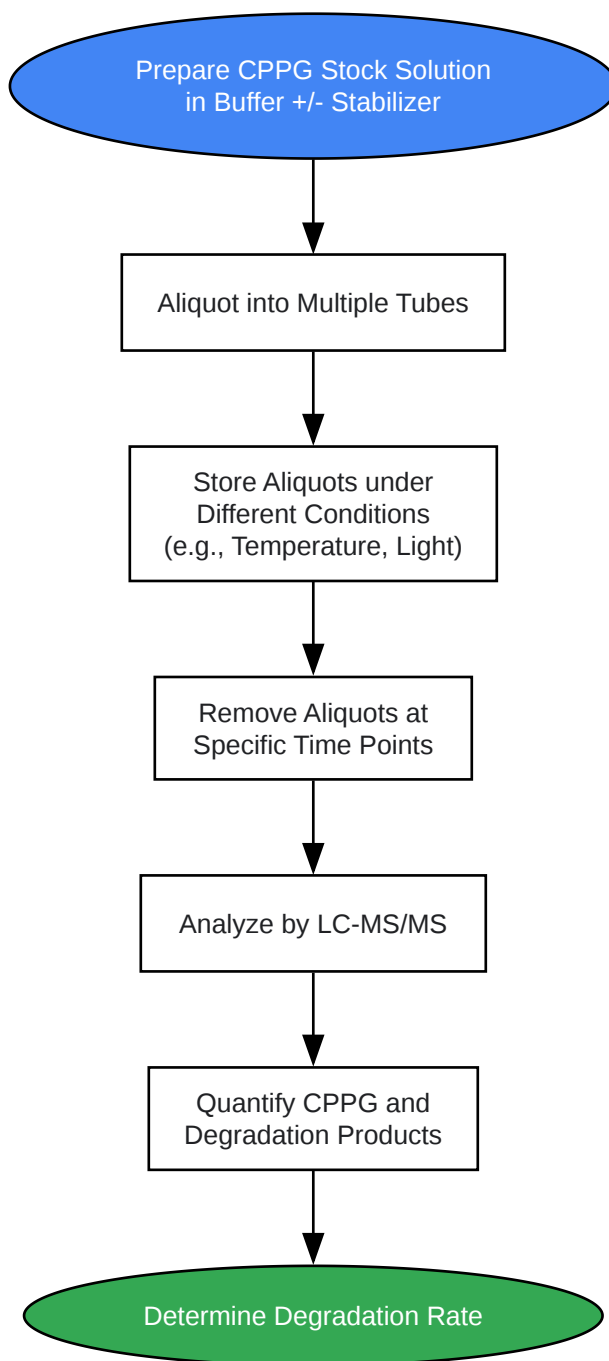 Prepare CPPG Stock Solution
in Buffer +/- Stabilizer
Aliquot into Multiple Tubes
Store Aliquots under
Different Conditions
(e.g., Temperature, Light)
Remove Aliquots at
Specific Time Points
Analyze by LC-MS/MS
Quantify CPPG and
Degradation Products
Determine Degradation Rate